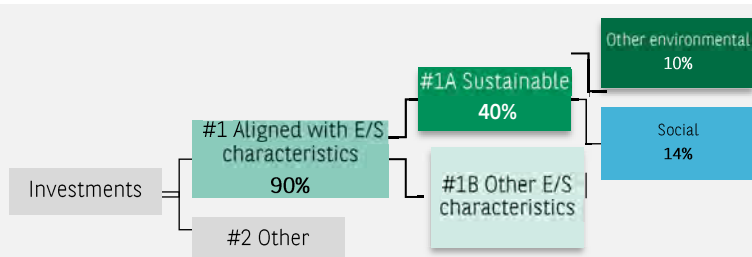 Other environmental
10%
#1A Sustainable
40%
Social
14%
#1 Aligned with E/S
characteristics
90%
Investments
#1B Other E/S
characteristics
#2 Other